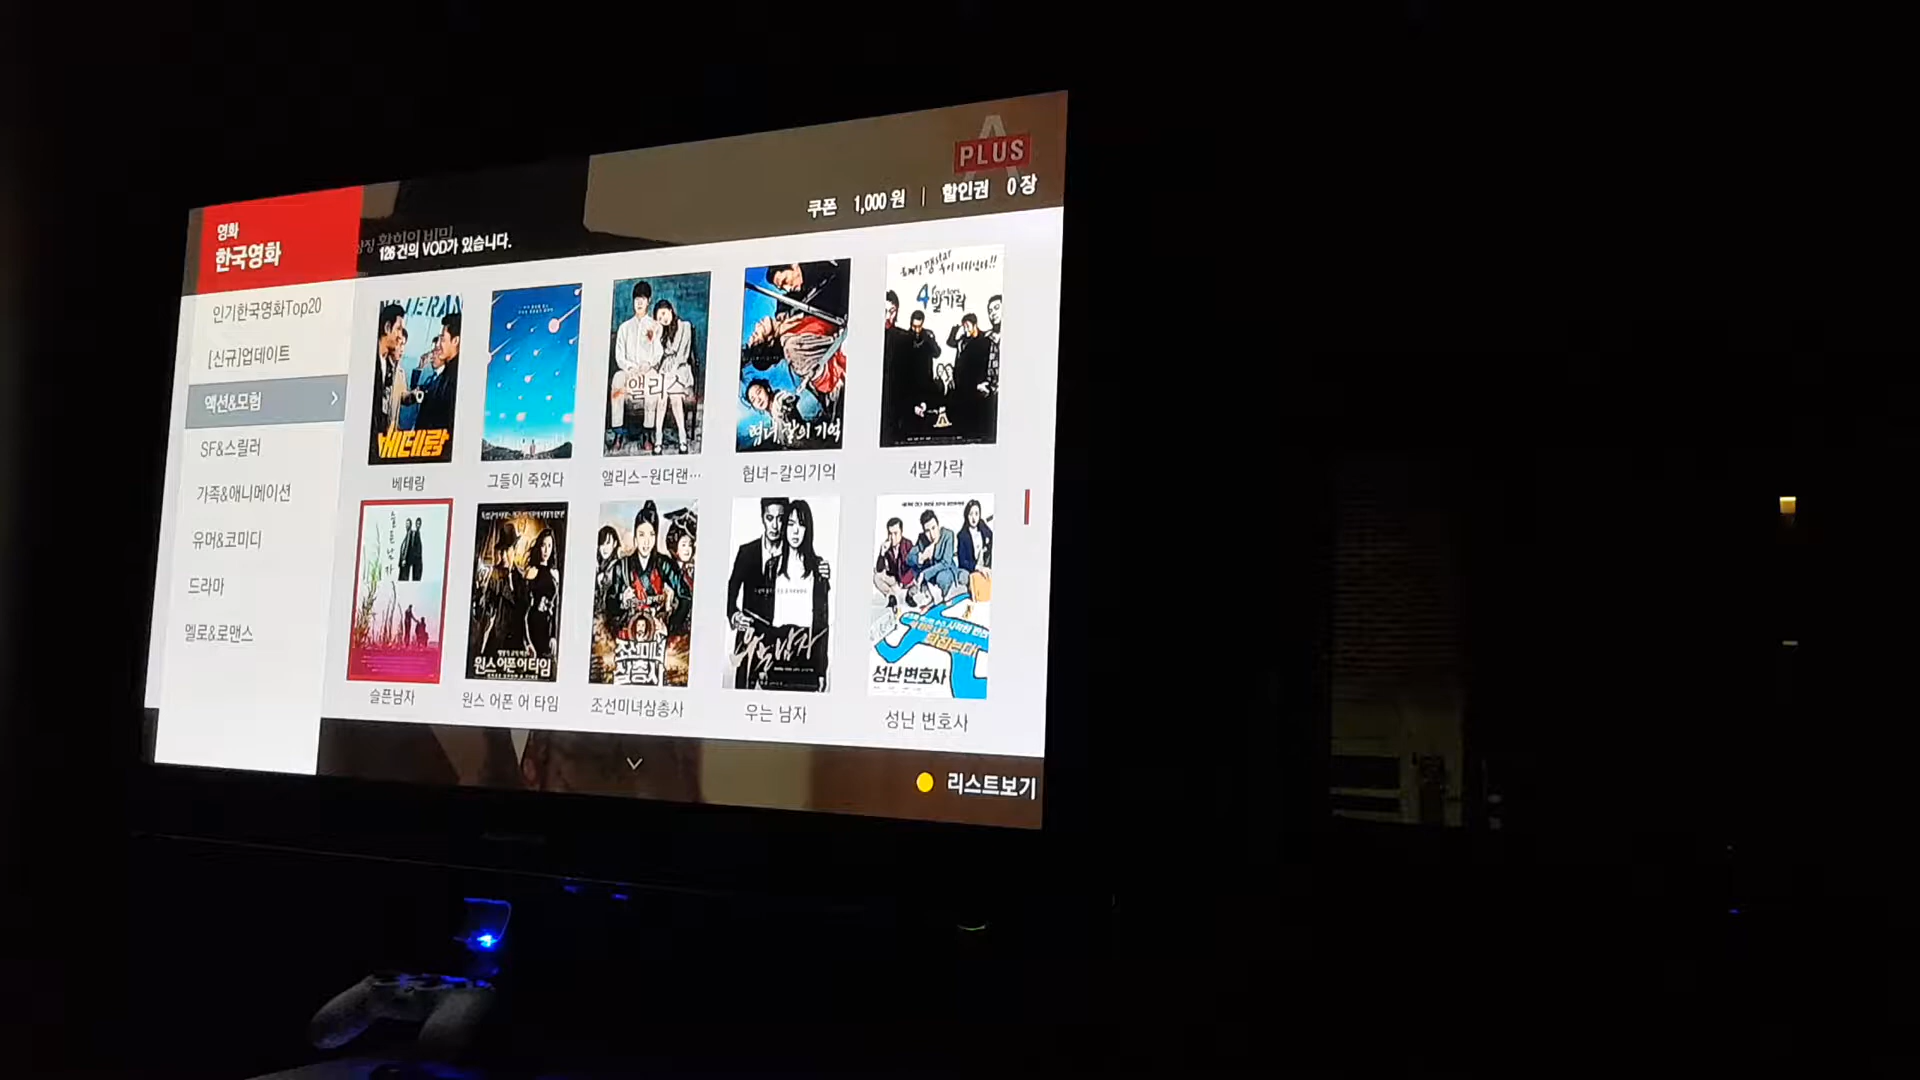 A
PLUS
쿠폰 1,000 원 | 할인권 0 장
영화
한국영화
126 건의 VOD가 있습니다.
인기한국영화Top20
[신규]업데이트
액션&모험 >
SF&스릴러
가족&애니메이션
유머&코미디
드라마
멜로&로맨스
베테랑
앨리스
협녀 칼의 기억
4발가락
베테랑
그들이 죽었다
앨리스-원더랜...
협녀-칼의기억
4발가락
슬픈남자
원스어폰어타임
조선미녀
삼총사
우는 남자
성난 변호사
슬픈남자
원스 어폰 어 타임
조선미녀삼총사
우는 남자
성난 변호사
리스트보기